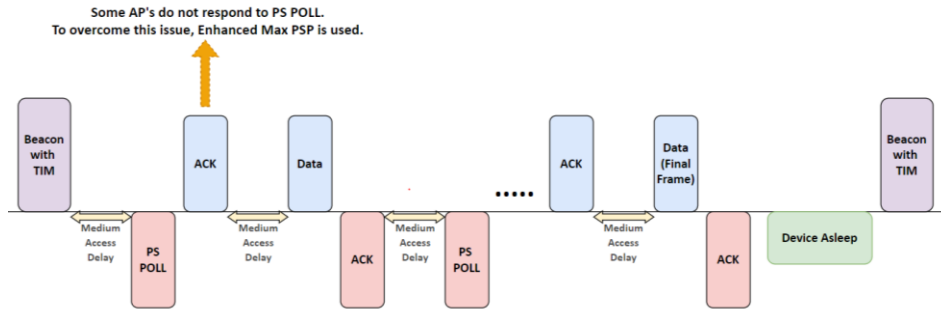 Some AP's do not respond to PS POLL.
To overcome this issue, Enhanced Max PSP is used.
Beacon
with
TIM
Medium
Access
Delay
PS
POLL
ACK
Medium
Access
Delay
Data
ACK
Medium
Access
Delay
PS
POLL
.....
ACK
Medium
Access
Delay
Data
(Final
Frame)
ACK
Device Asleep
Beacon
with
TIM